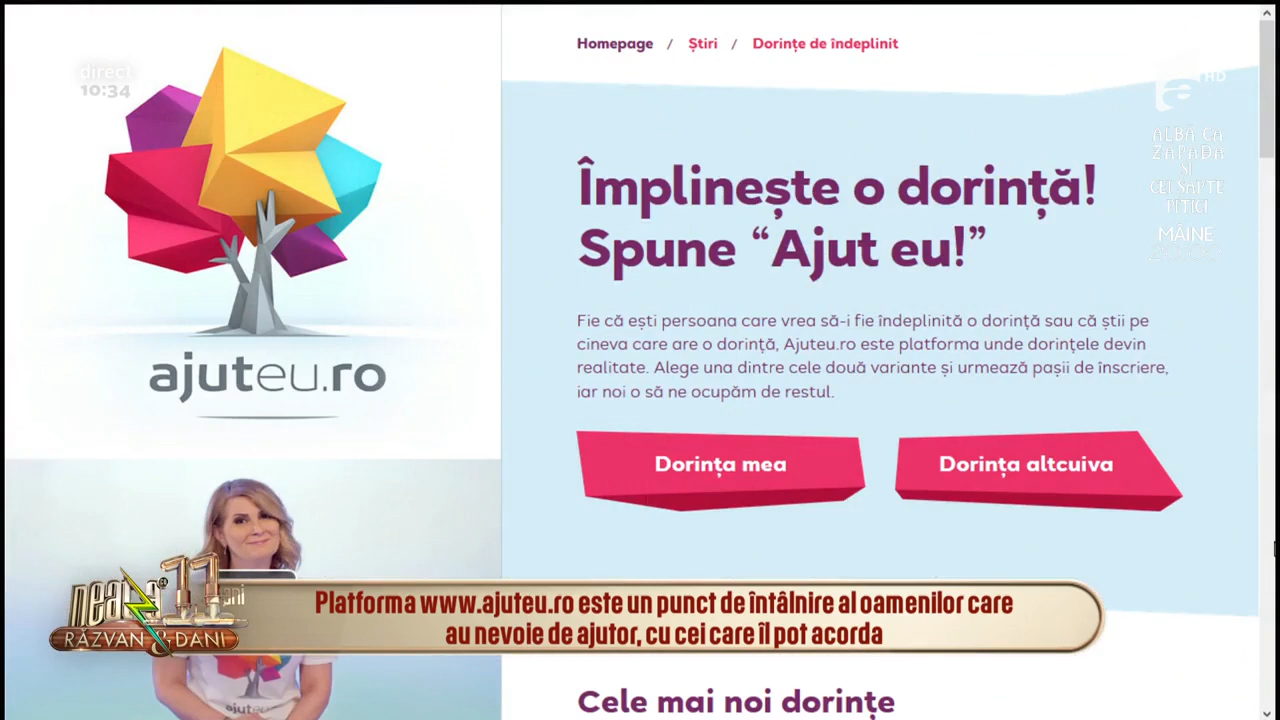 direct
10:34
HD
ALBĂ CA
ZĂPADA
ȘI
CEI ȘAPTE
PITICI
MÂINE
Homepage / Știri / Dorințe de îndeplinit
ajuteu.ro
Împlinește o dorință!
Spune “Ajut eu!”
Fie că ești persoana care vrea să-i fie îndeplinită o dorință sau că știi pe
cineva care are o dorință, Ajuteu.ro este platforma unde dorințele devin
realitate. Alege una dintre cele două variante și urmează pașii de înscriere,
iar noi o să ne ocupăm de restul.
Dorința mea
Dorința altcuiva
11
ani
RĂZVAN & DANI
Platforma www.ajuteu.ro este un punct de întâlnire al oamenilor care
au nevoie de ajutor, cu cei care îl pot acorda
Cele mai noi dorințe